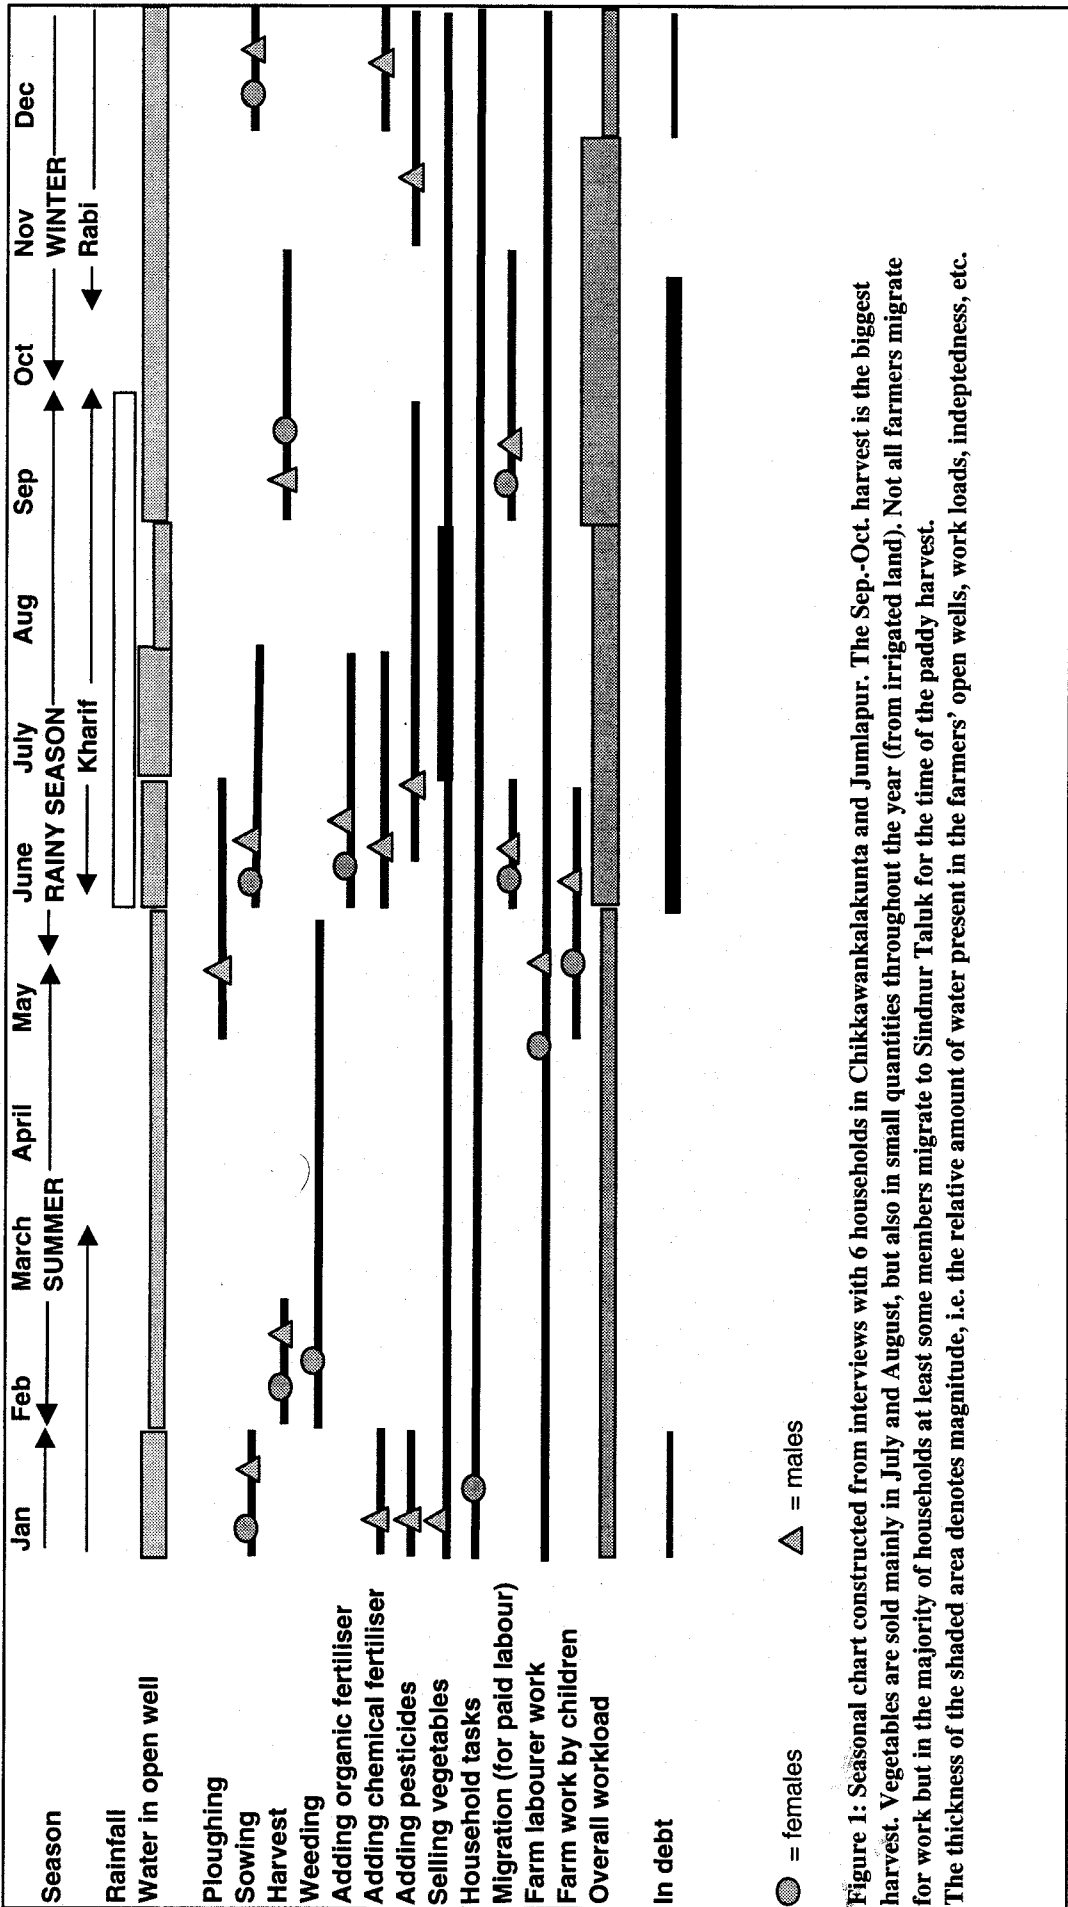 Jan Feb March April May June July Aug Sep Oct Nov Dec
Season SUMMER RAINY SEASON WINTER
Kharif Rabi
Rainfall
Water in open well
Ploughing
Sowing
Harvest
Weeding
Adding organic fertiliser
Adding chemical fertiliser
Adding pesticides
Selling vegetables
Household tasks
Migration (for paid labour)
Farm labourer work
Farm work by children
Overall workload
In debt
= females = males
Figure 1: Seasonal chart constructed from interviews with 6 households in Chikkawankalakunta and Jumlapur. The Sep.-Oct. harvest is the biggest
harvest. Vegetables are sold mainly in July and August, but also in small quantities throughout the year (from irrigated land). Not all farmers migrate
for work but in the majority of households at least some members migrate to Sindnur Taluk for the time of the paddy harvest.
The thickness of the shaded area denotes magnitude, i.e. the relative amount of water present in the farmers' open wells, work loads, indeptedness, etc.